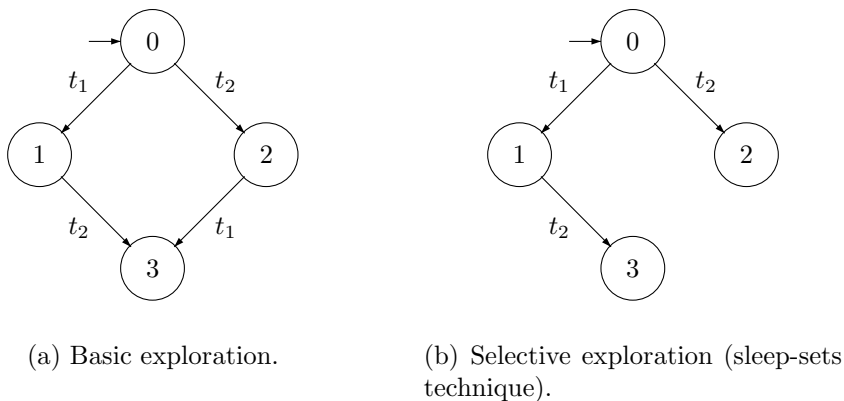 0
t₁
t₂
1
2
t₂
t₁
3
(a) Basic exploration.
0
t₁
t₂
1
2
t₂
3
(b) Selective exploration (sleep-sets
technique).